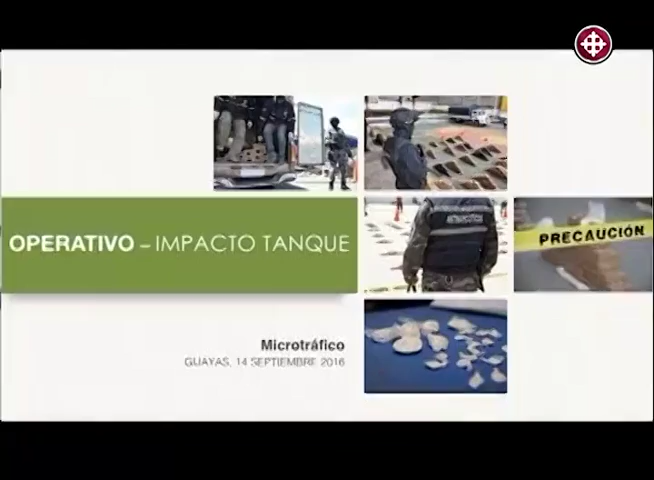 OPERATIVO – IMPACTO TANQUE
PRECAUCIÓN
Microtráfico
GUAYAS, 14 SEPTIEMBRE 2016